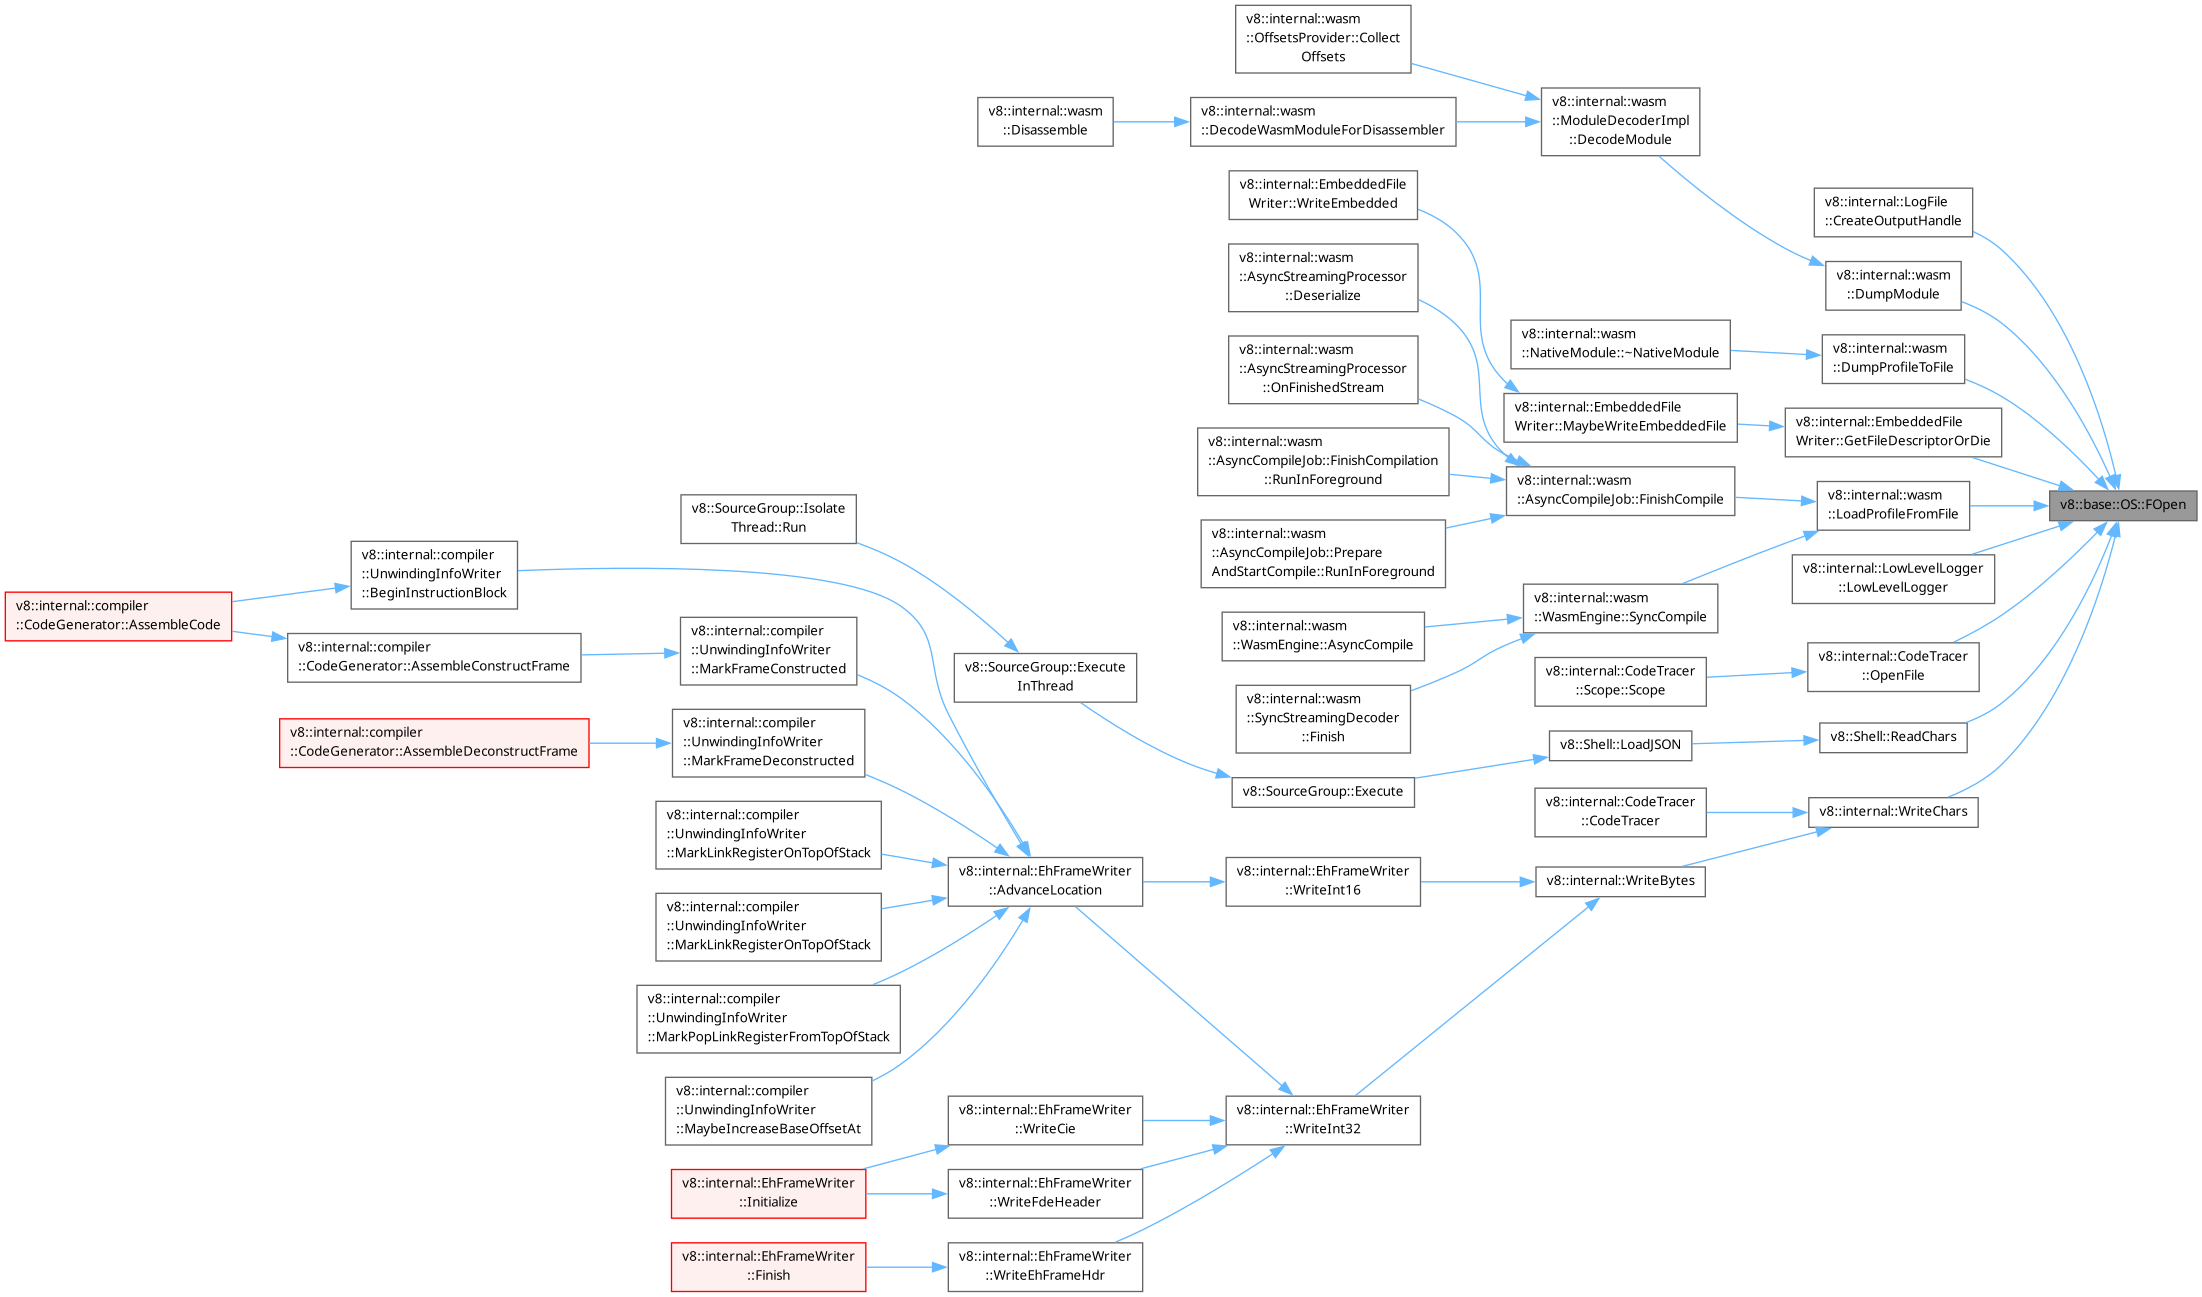 v8::internal::wasm
::OffsetsProvider::Collect
Offsets
v8::internal::wasm
::Disassemble
v8::internal::wasm
::DecodeWasmModuleForDisassembler
v8::internal::wasm
::ModuleDecoderImpl
::DecodeModule
v8::internal::EmbeddedFile
Writer::WriteEmbedded
v8::internal::LogFile
::CreateOutputHandle
v8::internal::wasm
::AsyncStreamingProcessor
::Deserialize
v8::internal::wasm
::DumpModule
v8::internal::wasm
::NativeModule::~NativeModule
v8::internal::wasm
::DumpProfileToFile
v8::internal::wasm
::AsyncStreamingProcessor
::OnFinishedStream
v8::internal::EmbeddedFile
Writer::MaybeWriteEmbeddedFile
v8::internal::EmbeddedFile
Writer::GetFileDescriptorOrDie
v8::internal::wasm
::AsyncCompileJob::FinishCompilation
::RunInForeground
v8::internal::wasm
::AsyncCompileJob::FinishCompile
v8::internal::wasm
::LoadProfileFromFile
v8::base::OS::FOpen
v8::SourceGroup::Isolate
Thread::Run
v8::internal::wasm
::AsyncCompileJob::Prepare
AndStartCompile::RunInForeground
v8::internal::compiler
::UnwindingInfoWriter
::BeginInstructionBlock
v8::internal::LowLevelLogger
::LowLevelLogger
v8::internal::compiler
::CodeGenerator::AssembleCode
v8::internal::wasm
::WasmEngine::SyncCompile
v8::internal::wasm
::WasmEngine::AsyncCompile
v8::internal::compiler
::CodeGenerator::AssembleConstructFrame
v8::internal::compiler
::UnwindingInfoWriter
::MarkFrameConstructed
v8::SourceGroup::Execute
InThread
v8::internal::CodeTracer
::Scope::Scope
v8::internal::CodeTracer
::OpenFile
v8::internal::wasm
::SyncStreamingDecoder
::Finish
v8::internal::compiler
::CodeGenerator::AssembleDeconstructFrame
v8::internal::compiler
::UnwindingInfoWriter
::MarkFrameDeconstructed
v8::Shell::LoadJSON
v8::Shell::ReadChars
v8::SourceGroup::Execute
v8::internal::CodeTracer
::CodeTracer
v8::internal::WriteChars
v8::internal::compiler
::UnwindingInfoWriter
::MarkLinkRegisterOnTopOfStack
v8::internal::EhFrameWriter
::AdvanceLocation
v8::internal::EhFrameWriter
::WriteInt16
v8::internal::WriteBytes
v8::internal::compiler
::UnwindingInfoWriter
::MarkLinkRegisterOnTopOfStack
v8::internal::compiler
::UnwindingInfoWriter
::MarkPopLinkRegisterFromTopOfStack
v8::internal::compiler
::UnwindingInfoWriter
::MaybeIncreaseBaseOffsetAt
v8::internal::EhFrameWriter
::WriteCie
v8::internal::EhFrameWriter
::WriteInt32
v8::internal::EhFrameWriter
::Initialize
v8::internal::EhFrameWriter
::WriteFdeHeader
v8::internal::EhFrameWriter
::Finish
v8::internal::EhFrameWriter
::WriteEhFrameHdr